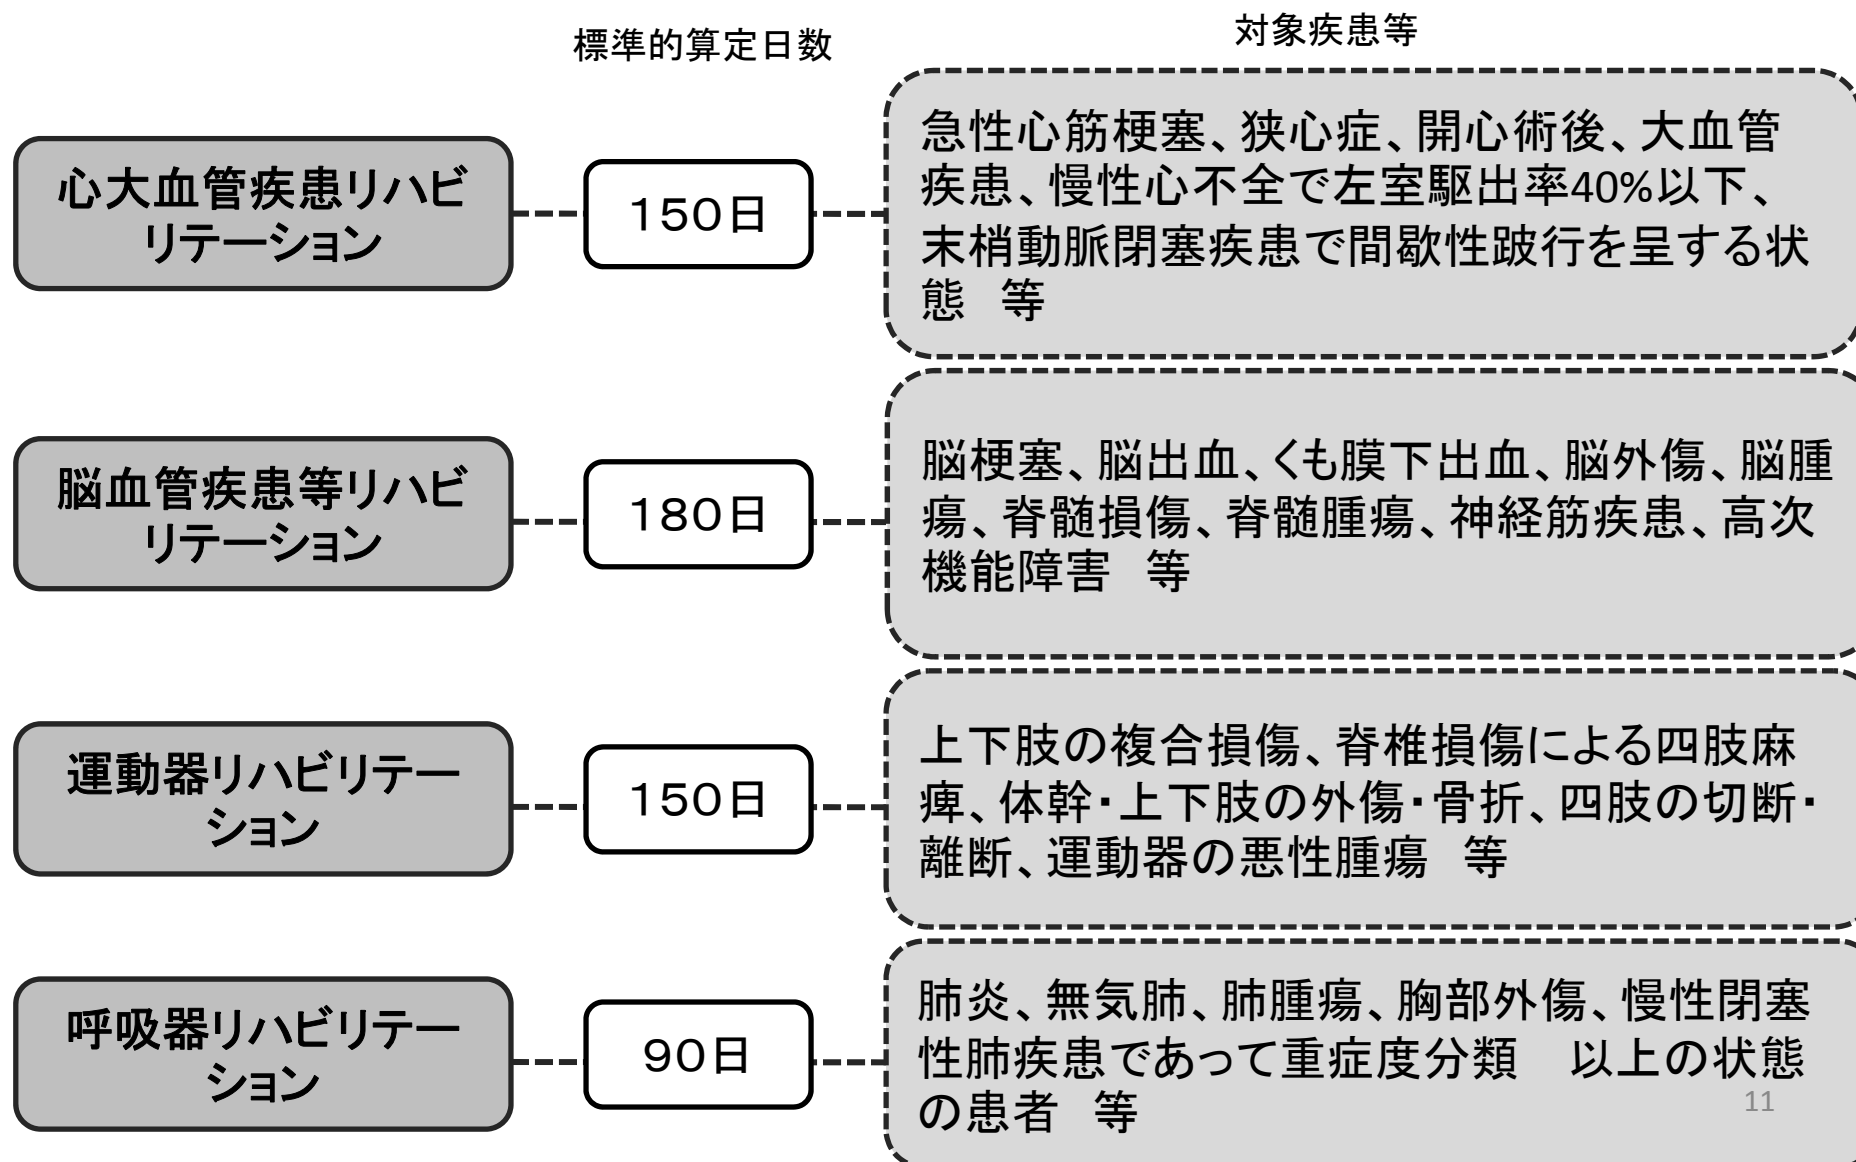 標準的算定日数
対象疾患等
心大血管疾患リハビ
リテーション
150日
急性心筋梗塞、狭心症、開心術後、大血管
疾患、慢性心不全で左室駆出率40%以下、
末梢動脈閉塞疾患で間歇性跛行を呈する状
態　等
脳血管疾患等リハビ
リテーション
180日
脳梗塞、脳出血、くも膜下出血、脳外傷、脳腫
瘍、脊髄損傷、脊髄腫瘍、神経筋疾患、高次
機能障害　等
運動器リハビリテー
ション
150日
上下肢の複合損傷、脊椎損傷による四肢麻
痺、体幹・上下肢の外傷・骨折、四肢の切断・
離断、運動器の悪性腫瘍　等
呼吸器リハビリテー
ション
90日
肺炎、無気肺、肺腫瘍、胸部外傷、慢性閉塞
性肺疾患であって重症度分類　以上の状態
の患者　等
11